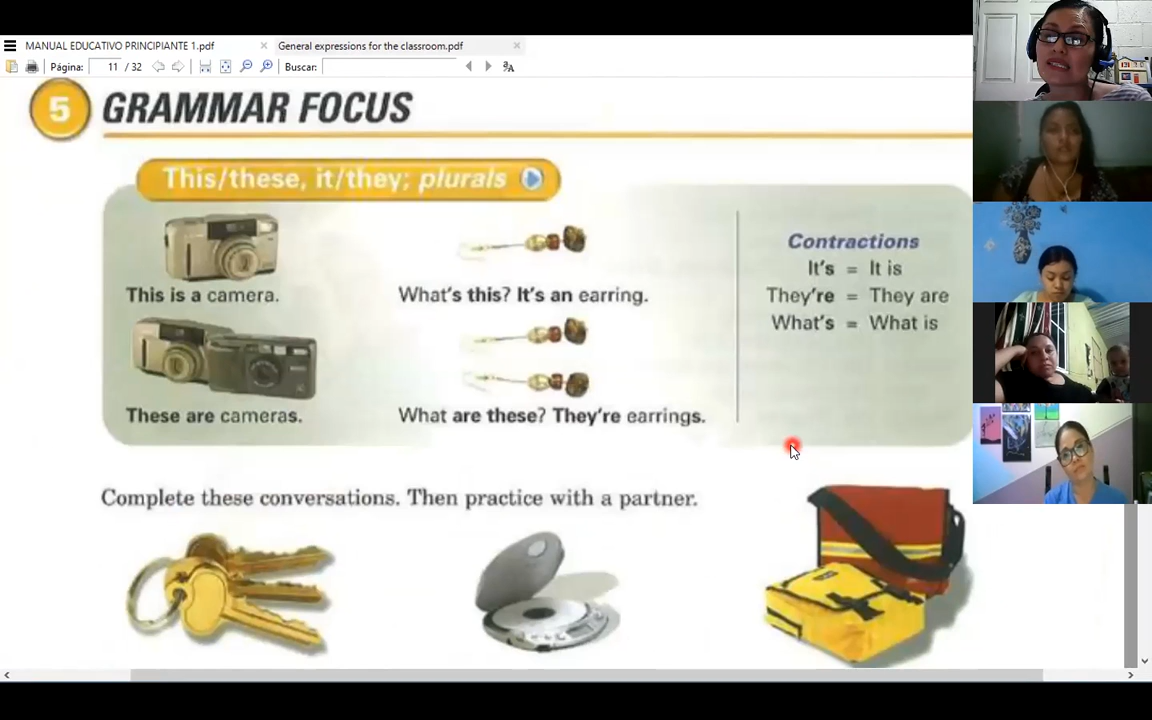 MANUAL EDUCATIVO PRINCIPIANTE 1.pdf
General expressions for the classroom.pdf
Página: 11 / 32
Buscar:
5 GRAMMAR FOCUS
This/these, it/they; plurals
This is a camera.
What's this? It's an earring.
These are cameras.
What are these? They're earrings.
Contractions
It's = It is
They're = They are
What's = What is
Complete these conversations. Then practice with a partner.